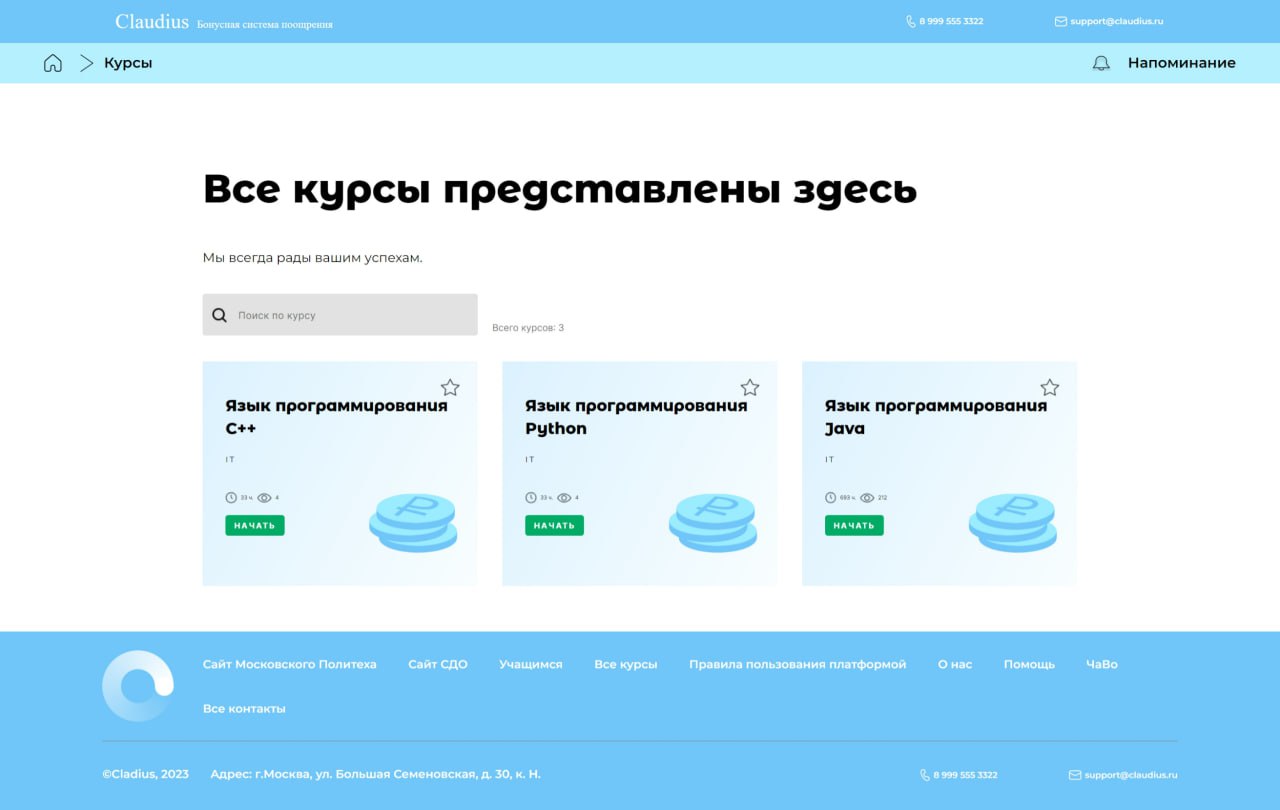 Claudius Бонусная система поощрения 8 999 555 3322 support@claudius.ru
Курсы Напоминание
Все курсы представлены здесь
Мы всегда рады вашим успехам.
Поиск по курсу
Всего курсов: 3
Язык программирования
C++
IT
33 ч. 4
НАЧАТЬ
Язык программирования
Python
IT
33 ч. 4
НАЧАТЬ
Язык программирования
Java
IT
693 ч. 212
НАЧАТЬ
Сайт Московского Политеха Сайт СДО Учащимся Все курсы Правила пользования платформой О нас Помощь ЧаВо
Все контакты
©Cladius, 2023 Адрес: г.Москва, ул. Большая Семеновская, д. 30, к. Н. 8 999 555 3322 support@claudius.ru